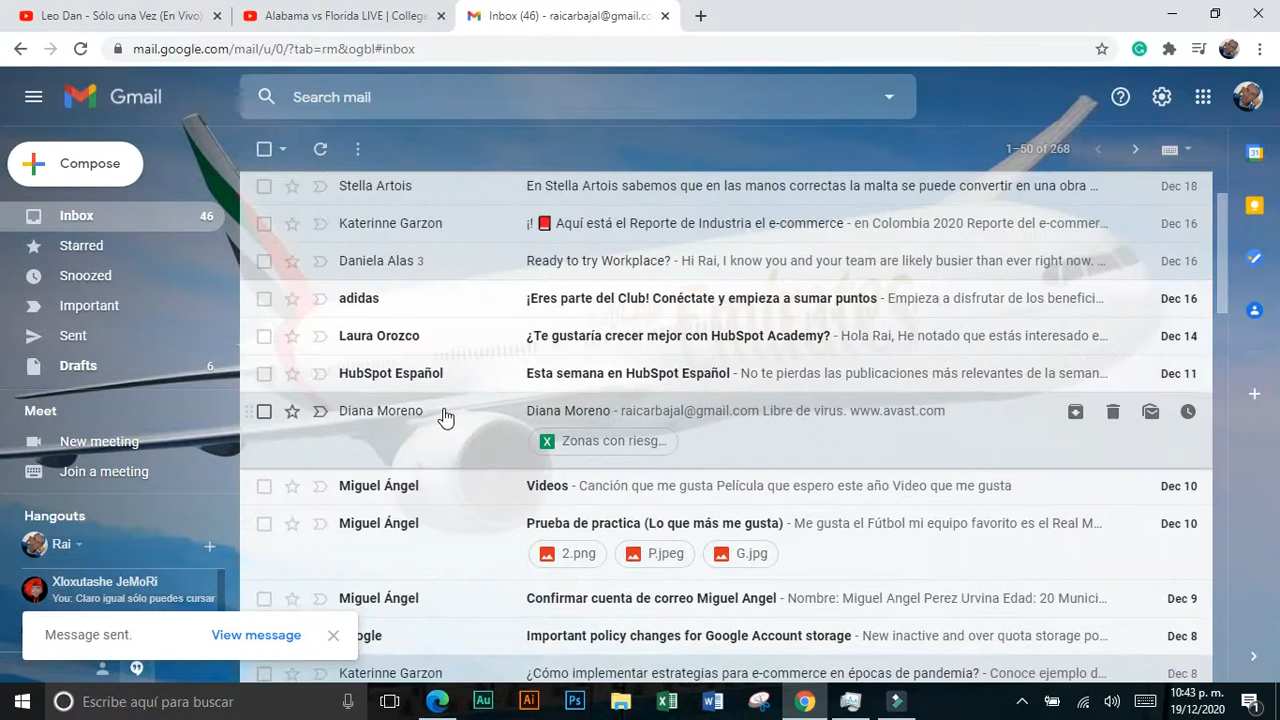 Leo Dan - Sólo una Vez (En Vivo)
Alabama vs Florida LIVE | College
Inbox (46) - raicarbajal@gmail.co
mail.google.com/mail/u/0/?tab=rm&ogbl#inbox
Gmail
Search mail
Compose
1–50 of 268
Inbox 46
Starred
Snoozed
Important
Sent
Drafts 6
Meet
New meeting
Join a meeting
Hangouts
Rai
Xloxutashe JeMoRi
You: Claro igual sólo puedes cursar
Stella Artois En Stella Artois sabemos que en las manos correctas la malta se puede convertir en una obra ... Dec 18
Katerinne Garzon ¡! 📕 Aquí está el Reporte de Industria el e-commerce - en Colombia 2020 Reporte del e-commer... Dec 16
Daniela Alas 3 Ready to try Workplace? - Hi Rai, I know you and your team are likely busier than ever right now. ... Dec 16
adidas ¡Eres parte del Club! Conéctate y empieza a sumar puntos - Empieza a disfrutar de los benefici... Dec 16
Laura Orozco ¿Te gustaría crecer mejor con HubSpot Academy? - Hola Rai, He notado que estás interesado e... Dec 14
HubSpot Español Esta semana en HubSpot Español - No te pierdas las publicaciones más relevantes de la seman... Dec 11
Diana Moreno Diana Moreno - raicarbajal@gmail.com Libre de virus. www.avast.com
Zonas con riesg...
Miguel Ángel Videos - Canción que me gusta Película que espero este año Video que me gusta Dec 10
Miguel Ángel Prueba de practica (Lo que más me gusta) - Me gusta el Fútbol mi equipo favorito es el Real M... Dec 10
2.png P.jpeg G.jpg
Miguel Ángel Confirmar cuenta de correo Miguel Angel - Nombre: Miguel Angel Perez Urvina Edad: 20 Munici... Dec 9
ogle Important policy changes for Google Account storage - New inactive and over quota storage po... Dec 8
Katerinne Garzon ¿Cómo implementar estrategias para e-commerce en épocas de pandemia? - Conoce ejemplo d... Dec 8
Message sent. View message
31
Escribe aquí para buscar
Au Ai Ps
10:43 p. m.
19/12/2020
1